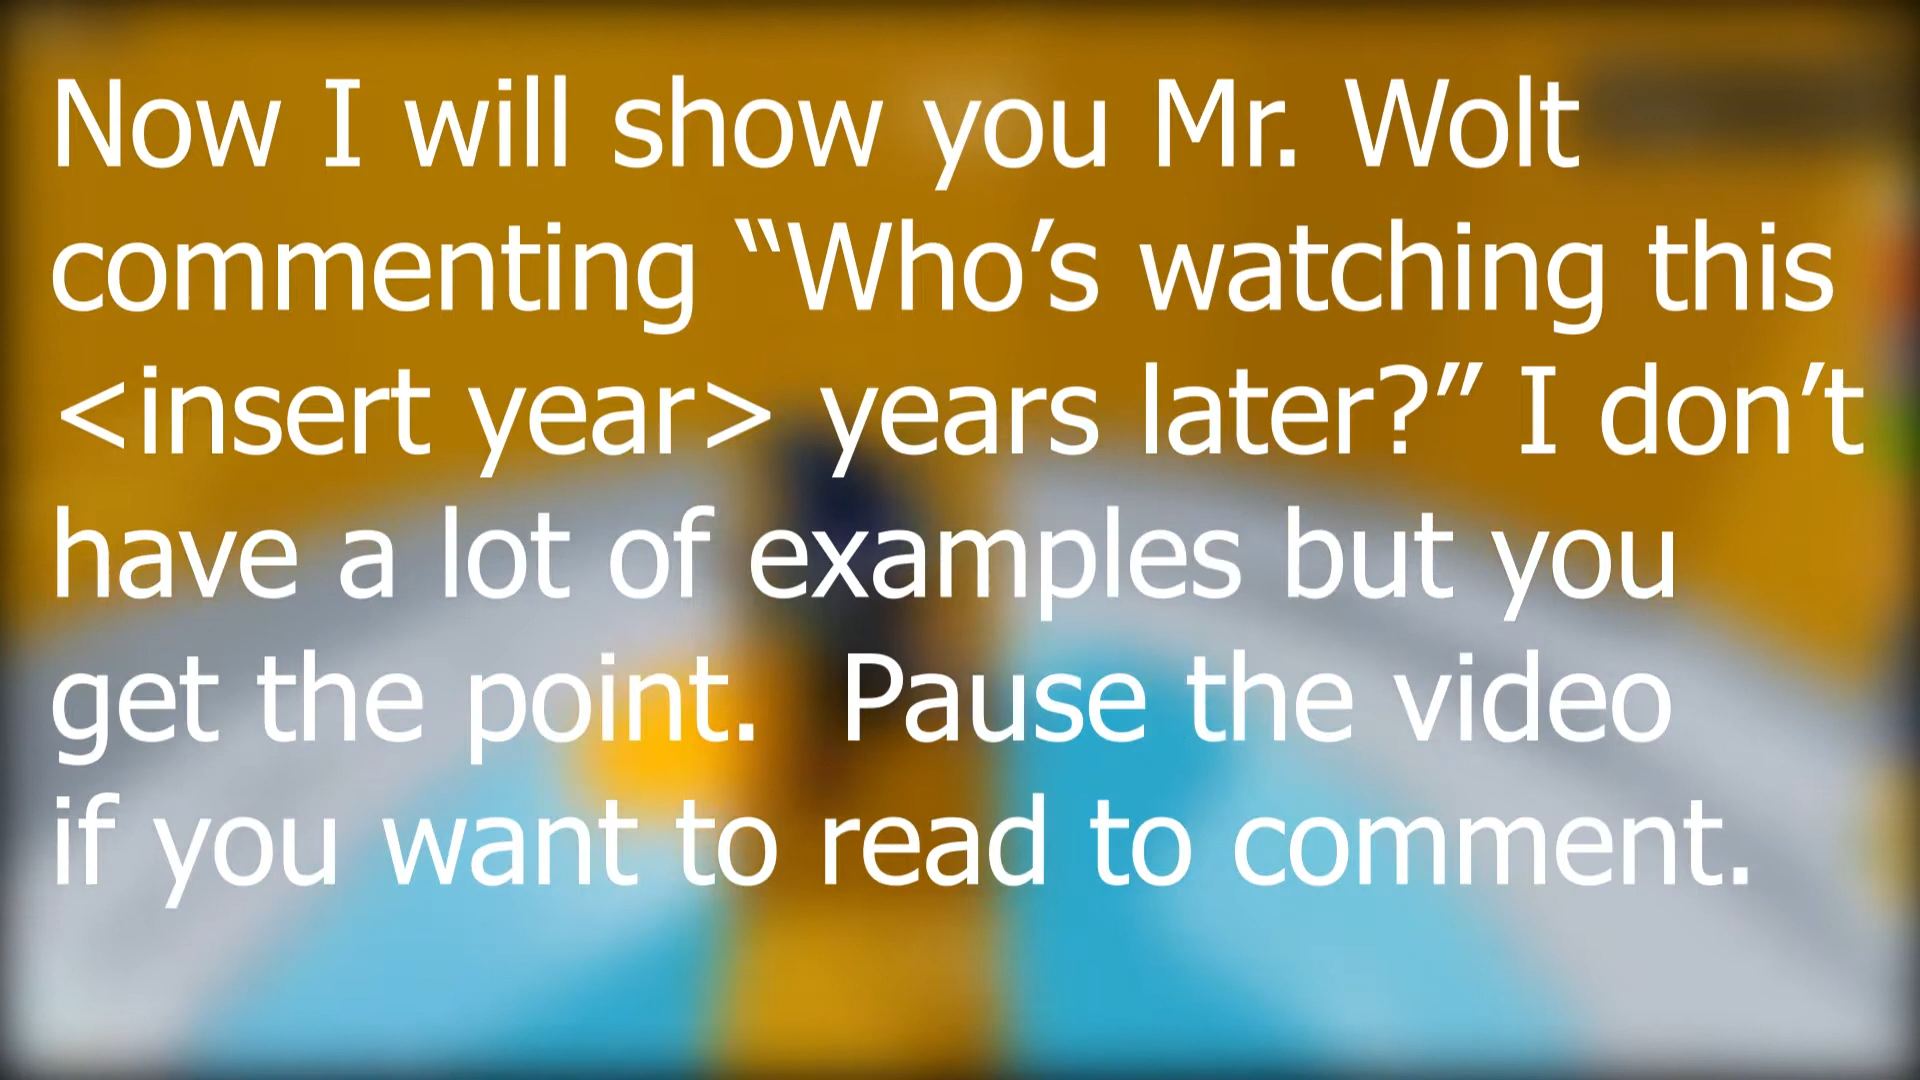 Now I will show you Mr. Wolt
commenting “Who’s watching this
<insert year> years later?” I don’t
have a lot of examples but you
get the point.  Pause the video
if you want to read to comment.